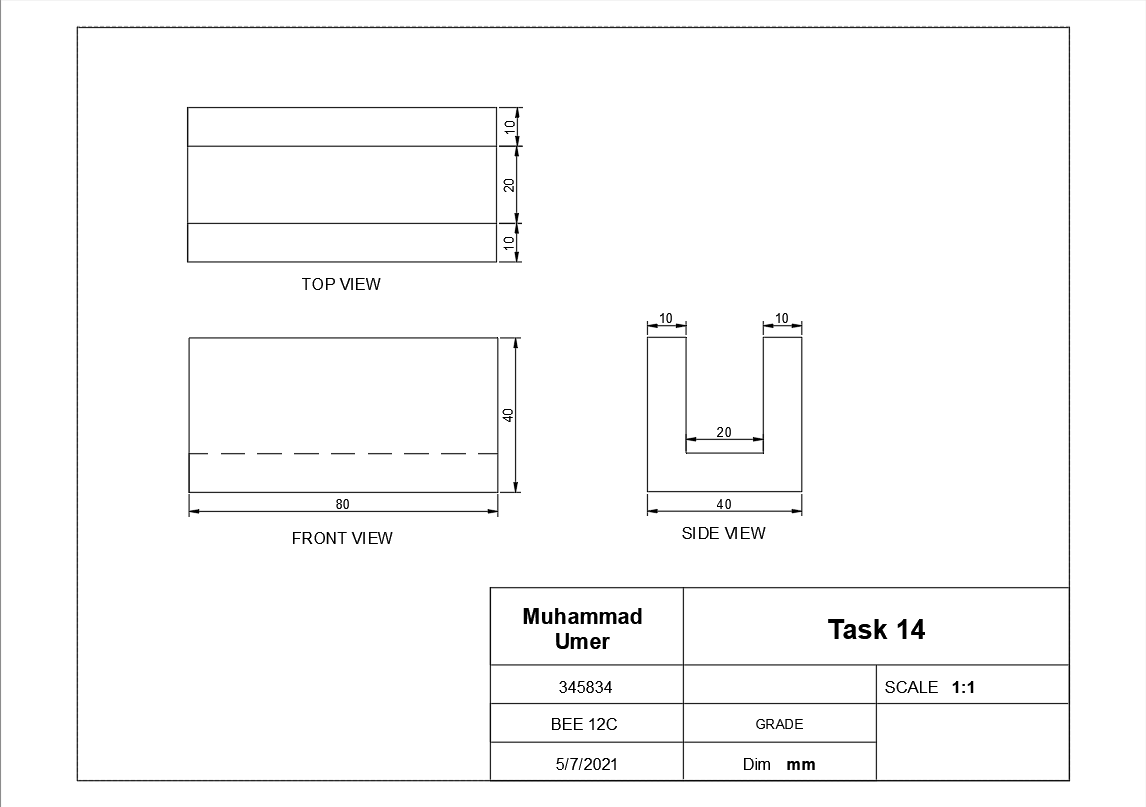 10
20
10
TOP VIEW
10
10
40
20
80
40
FRONT VIEW
SIDE VIEW
Muhammad
Umer
Task 14
345834
SCALE 1:1
BEE 12C
GRADE
5/7/2021
Dim mm